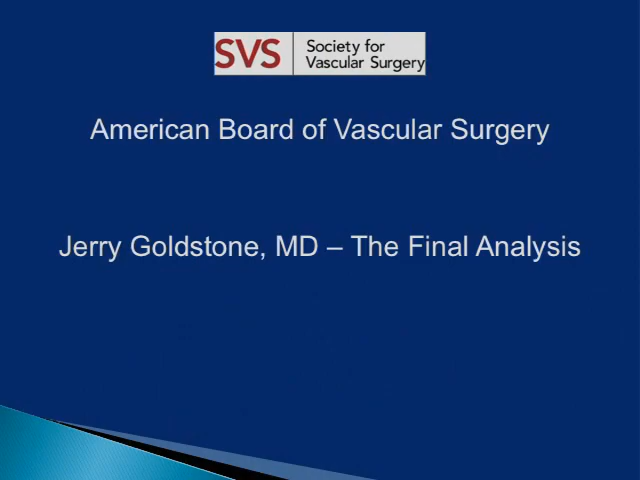 SVS
Society for
Vascular Surgery
American Board of Vascular Surgery
Jerry Goldstone, MD – The Final Analysis